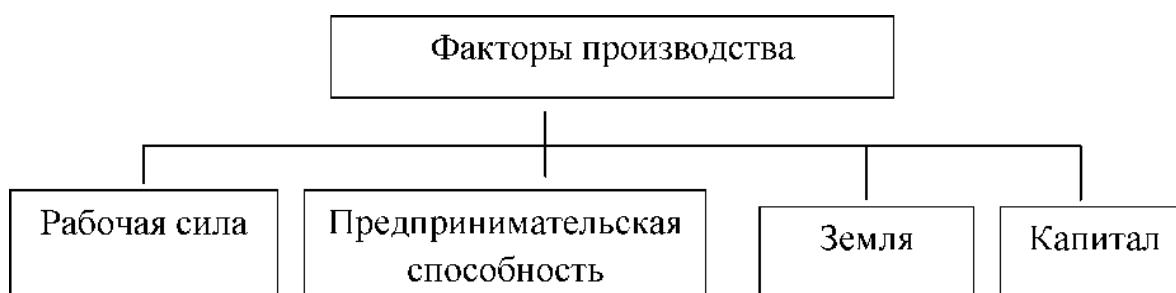 Факторы производства
Рабочая сила
Предпринимательская
способность
Земля
Капитал